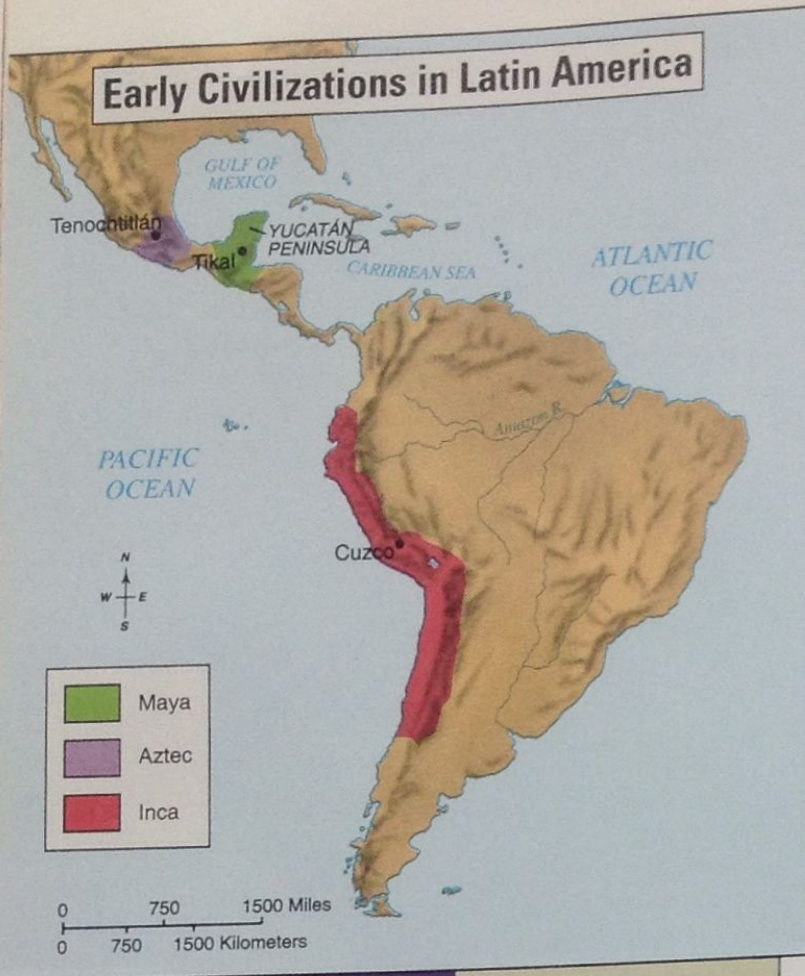 Early Civilizations in Latin America
GULF OF
MEXICO
Tenochtitlán
YUCATÁN
PENINSULA
Tikal
CARIBBEAN SEA
ATLANTIC
OCEAN
Amazon R.
PACIFIC
OCEAN
Cuzco
N
W E
S
Maya
Aztec
Inca
0 750 1500 Miles
0 750 1500 Kilometers